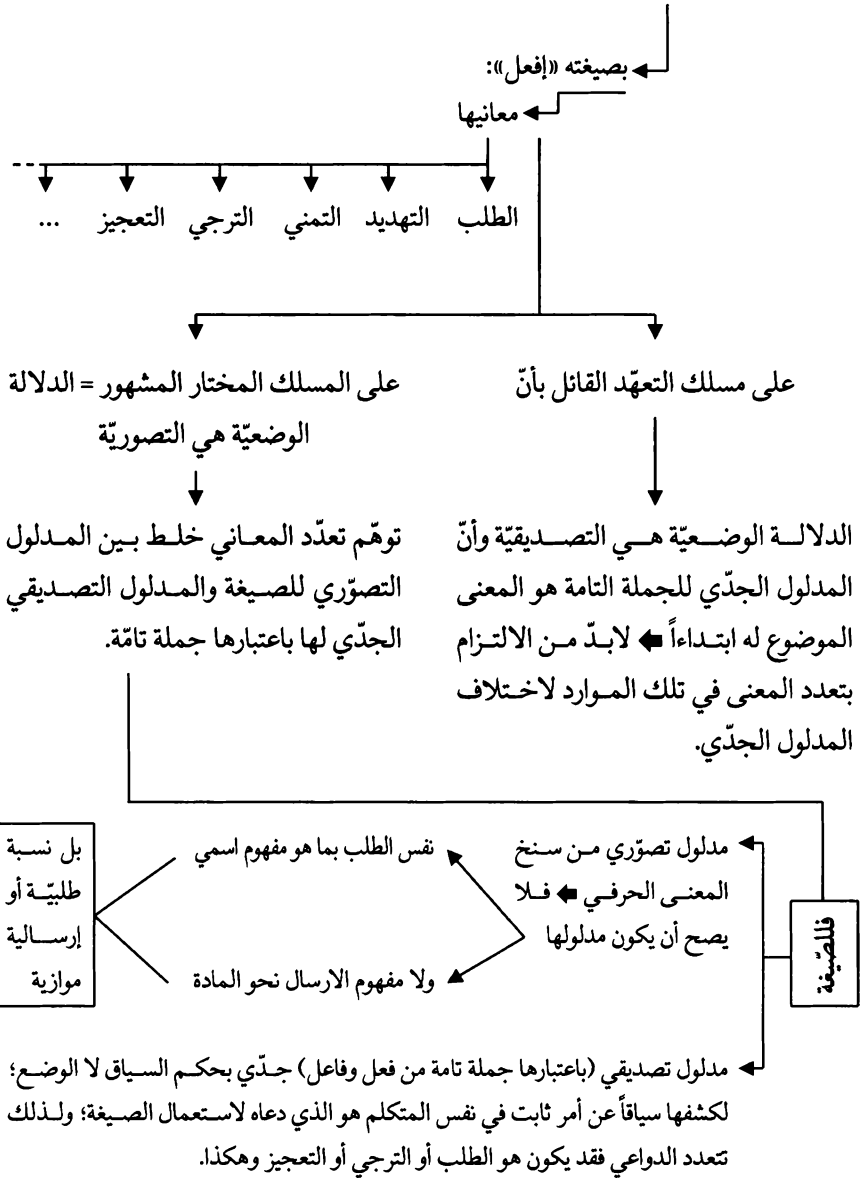 بصيغته «إفعل»:
معانيها
الطلب التهديد التمني الترجي التعجيز ...
على مسلك التعهّد القائل بأنّ
الدلالة الوضعيّة هي التصديقيّة وأنّ
المدلول الجدّي للجملة التامة هو المعنى
الموضوع له ابتداءاً ⬅ لابدّ من الالتزام
بتعدد المعنى في تلك الموارد لاختلاف
المدلول الجدّي.
على المسلك المختار المشهور = الدلالة
الوضعيّة هي التصوريّة
توهّم تعدّد المعاني خلط بين المدلول
التصوّري للصيغة والمدلول التصديقي
الجدّي لها باعتبارها جملة تامّة.
فللصّيغة
مدلول تصوّري من سنخ
المعنى الحرفي ⬅ فلا
يصح أن يكون مدلولها
نفس الطلب بما هو مفهوم اسمي
ولا مفهوم الارسال نحو المادة
بل نسبة
طلبيّة أو
إرسالية
موازية
مدلول تصديقي (باعتبارها جملة تامة من فعل وفاعل) جدّي بحكم السياق لا الوضع؛
لكشفها سياقاً عن أمر ثابت في نفس المتكلم هو الذي دعاه لاستعمال الصيغة؛ ولذلك
تتعدد الدواعي فقد يكون هو الطلب أو الترجي أو التعجيز وهكذا.